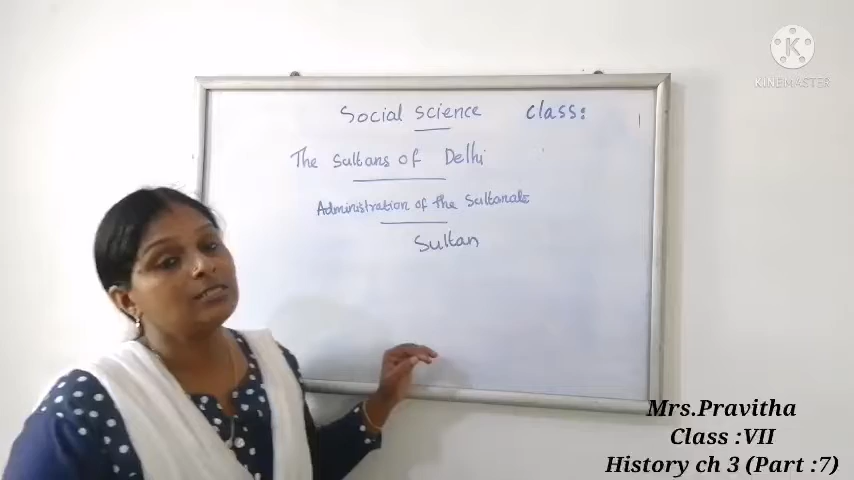 KINEMASTER
Social science class:
The Sultans of Delhi
Administration of the Sultanate
Sultan
Mrs.Pravitha
Class :VII
History ch 3 (Part :7)